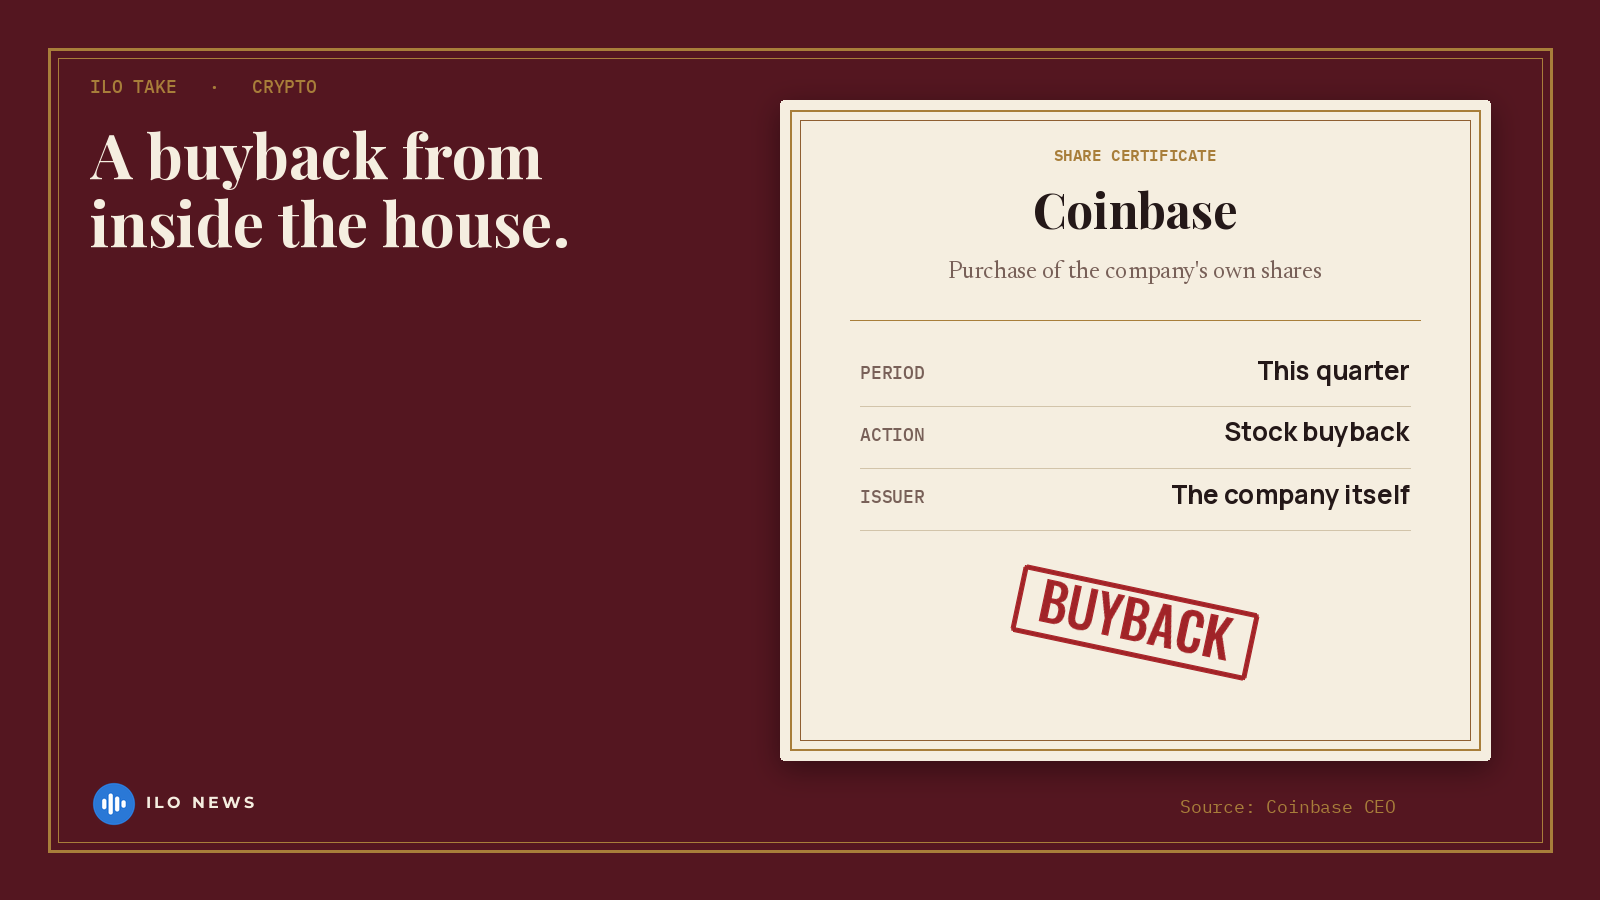 ILO TAKE · CRYPTO
A buyback from
inside the house.
SHARE CERTIFICATE
Coinbase
Purchase of the company's own shares
PERIOD This quarter
ACTION Stock buyback
ISSUER The company itself
BUYBACK
ILO NEWS
Source: Coinbase CEO